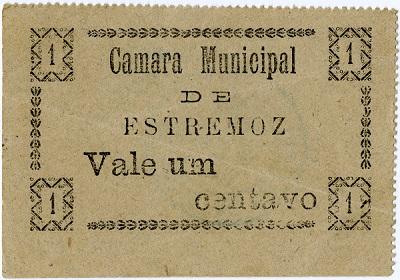 1 Camara Municipal 1
DE
ESTREMOZ
Vale um
1 centavo 1